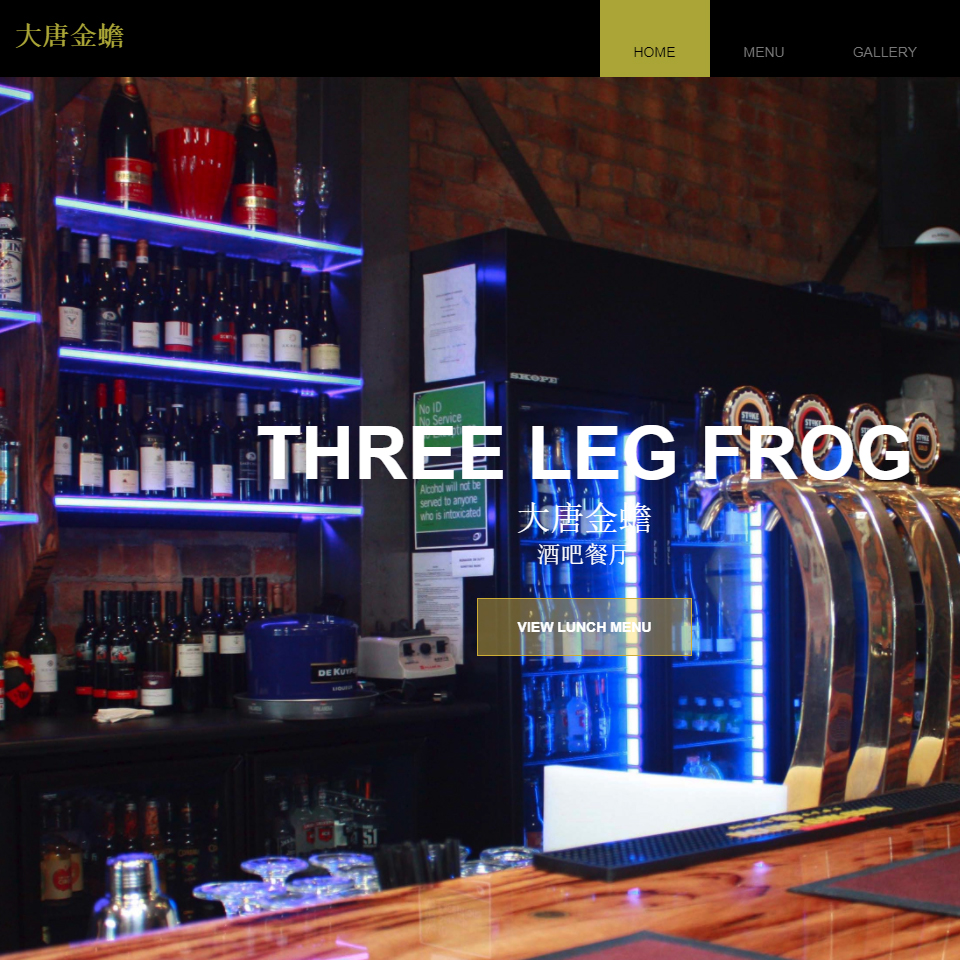 大唐金蟾
HOME
MENU
GALLERY
SKOPE
No ID
No Service
THREE LEG FROG
Alcohol will not be
served to anyone
who is intoxicated
大唐金蟾
酒吧餐厅
VIEW LUNCH MENU
DE KUYPER